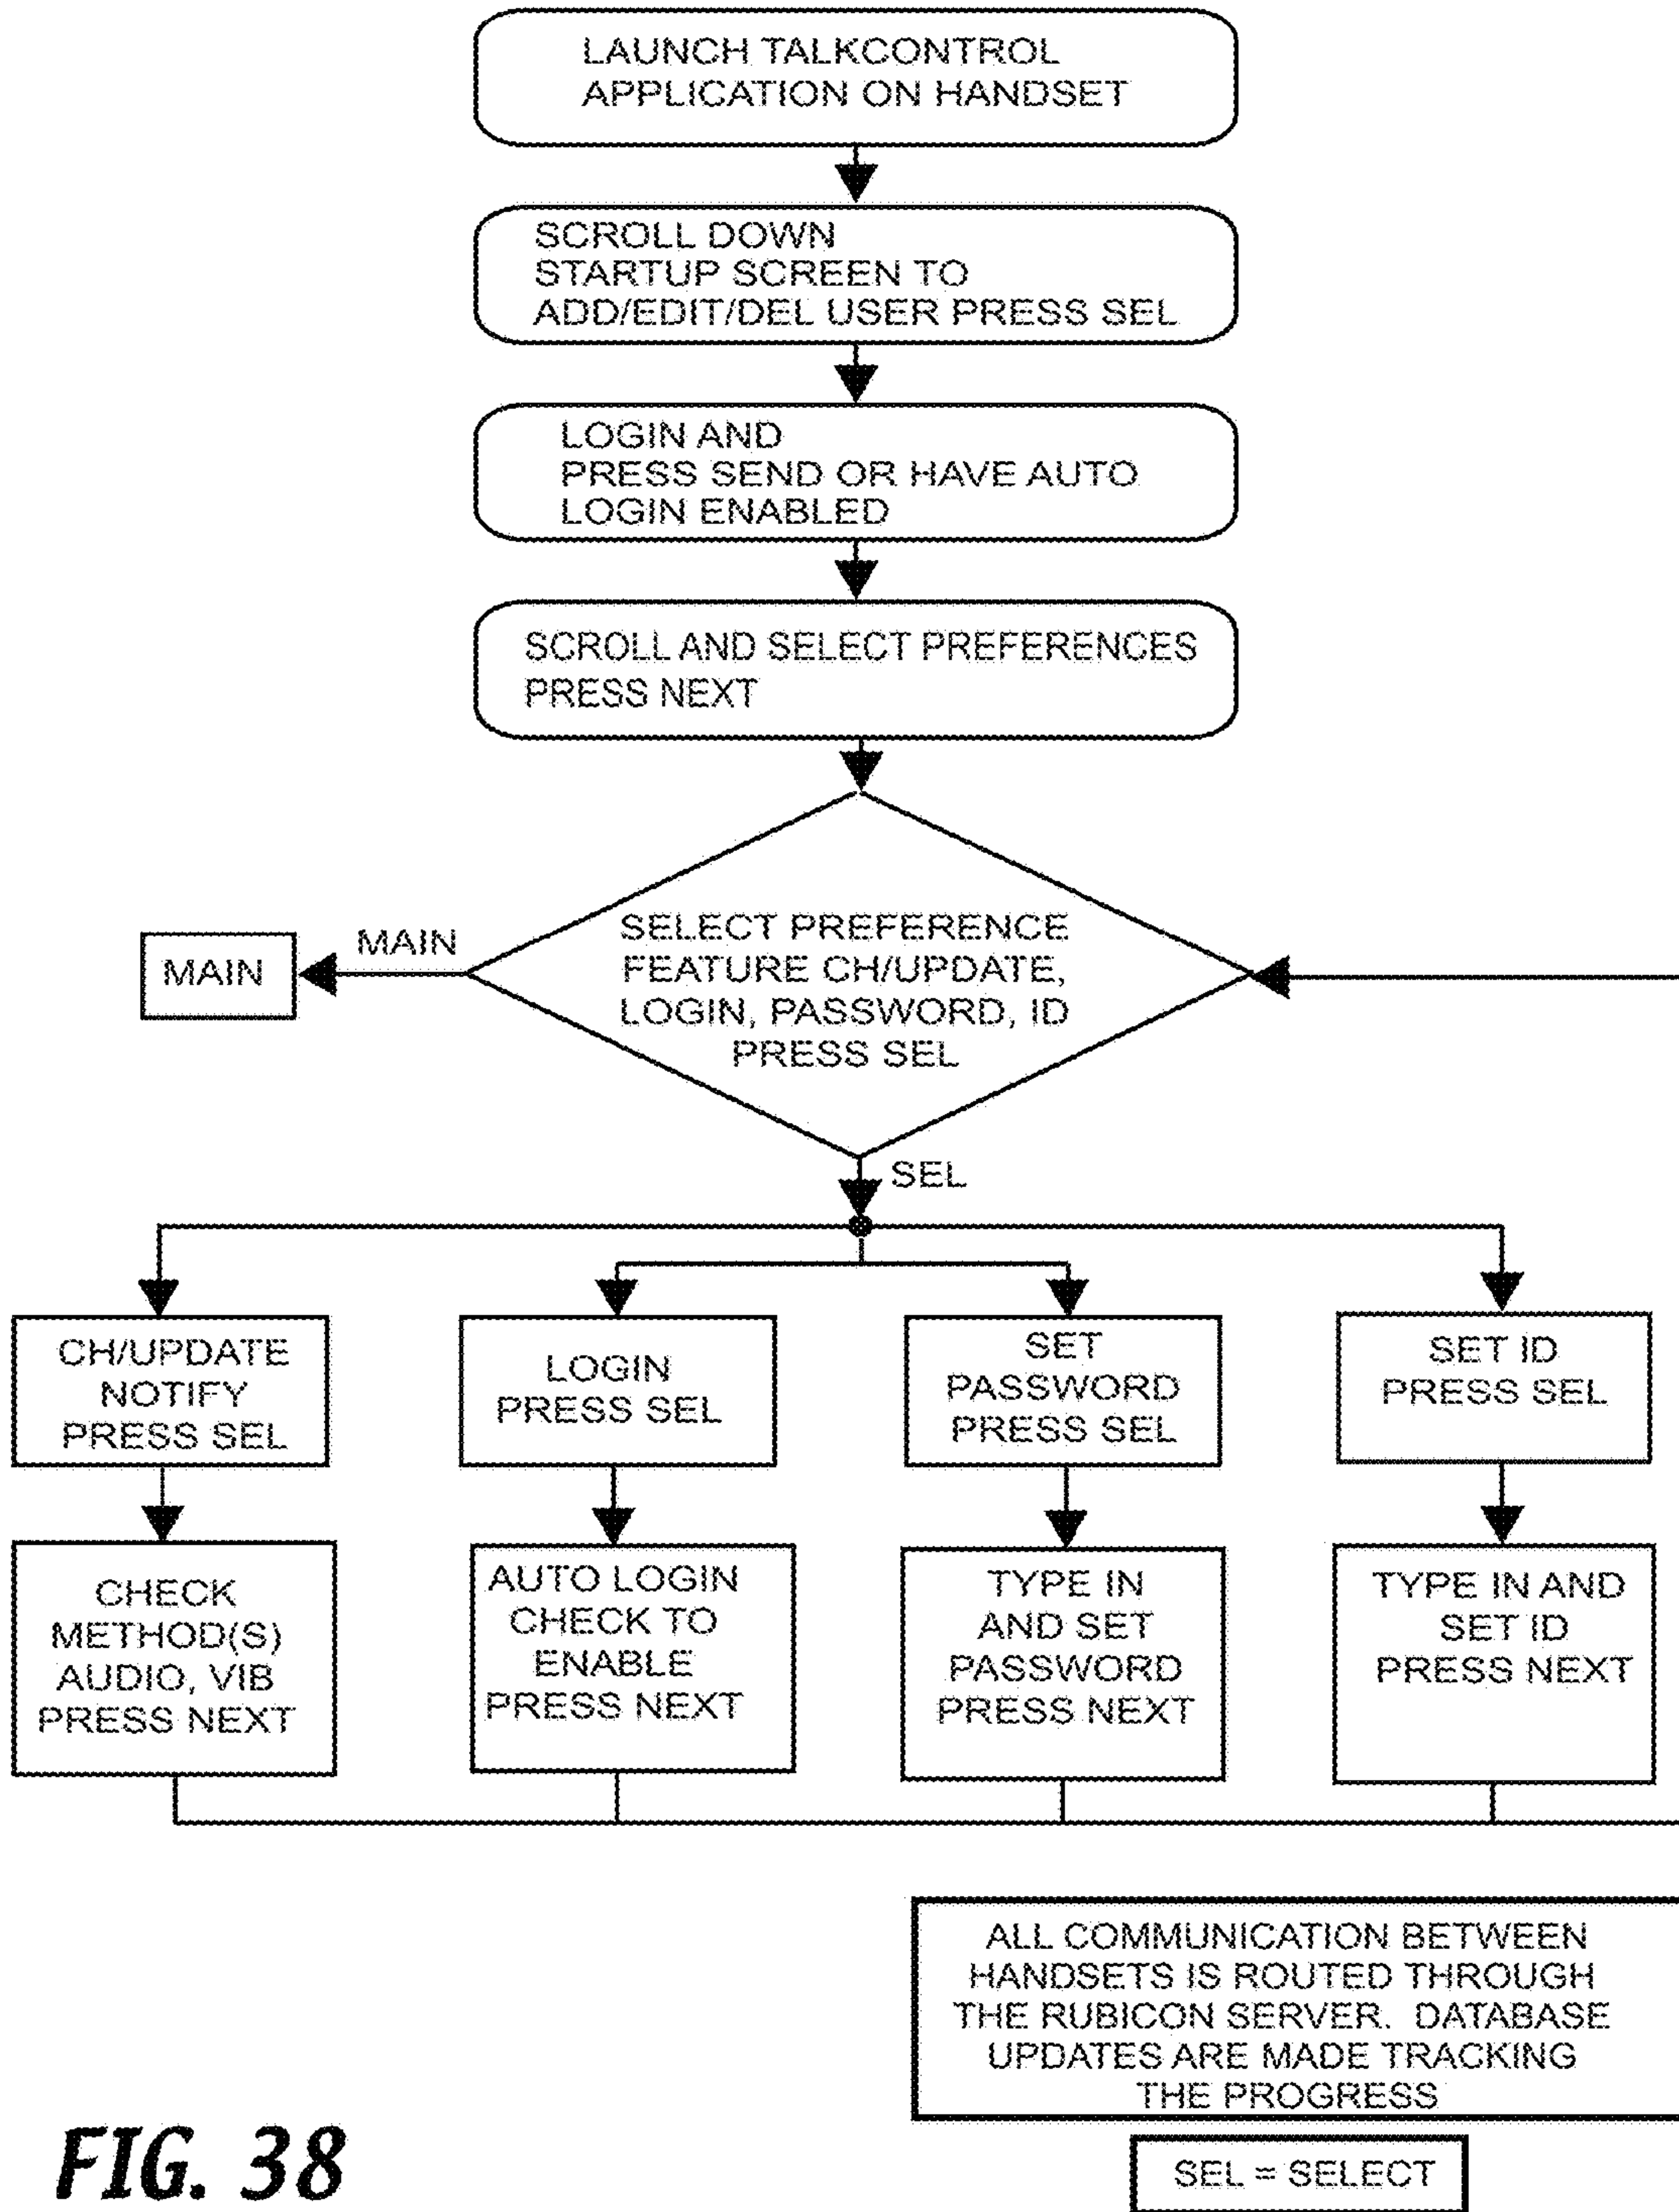 LAUNCH TALKCONTROL
APPLICATION ON HANDSET
SCROLL DOWN
STARTUP SCREEN TO
ADD/EDIT/DEL USER PRESS SEL
LOGIN AND
PRESS SEND OR HAVE AUTO
LOGIN ENABLED
SCROLL AND SELECT PREFERENCES
PRESS NEXT
SELECT PREFERENCE
FEATURE CH/UPDATE,
LOGIN, PASSWORD, ID
PRESS SEL
MAIN
MAIN
SEL
CH/UPDATE
NOTIFY
PRESS SEL
LOGIN
PRESS SEL
SET
PASSWORD
PRESS SEL
SET ID
PRESS SEL
CHECK
METHOD(S)
AUDIO, VIB
PRESS NEXT
AUTO LOGIN
CHECK TO
ENABLE
PRESS NEXT
TYPE IN
AND SET
PASSWORD
PRESS NEXT
TYPE IN AND
SET ID
PRESS NEXT
ALL COMMUNICATION BETWEEN
HANDSETS IS ROUTED THROUGH
THE RUBICON SERVER. DATABASE
UPDATES ARE MADE TRACKING
THE PROGRESS
SEL = SELECT
FIG. 38